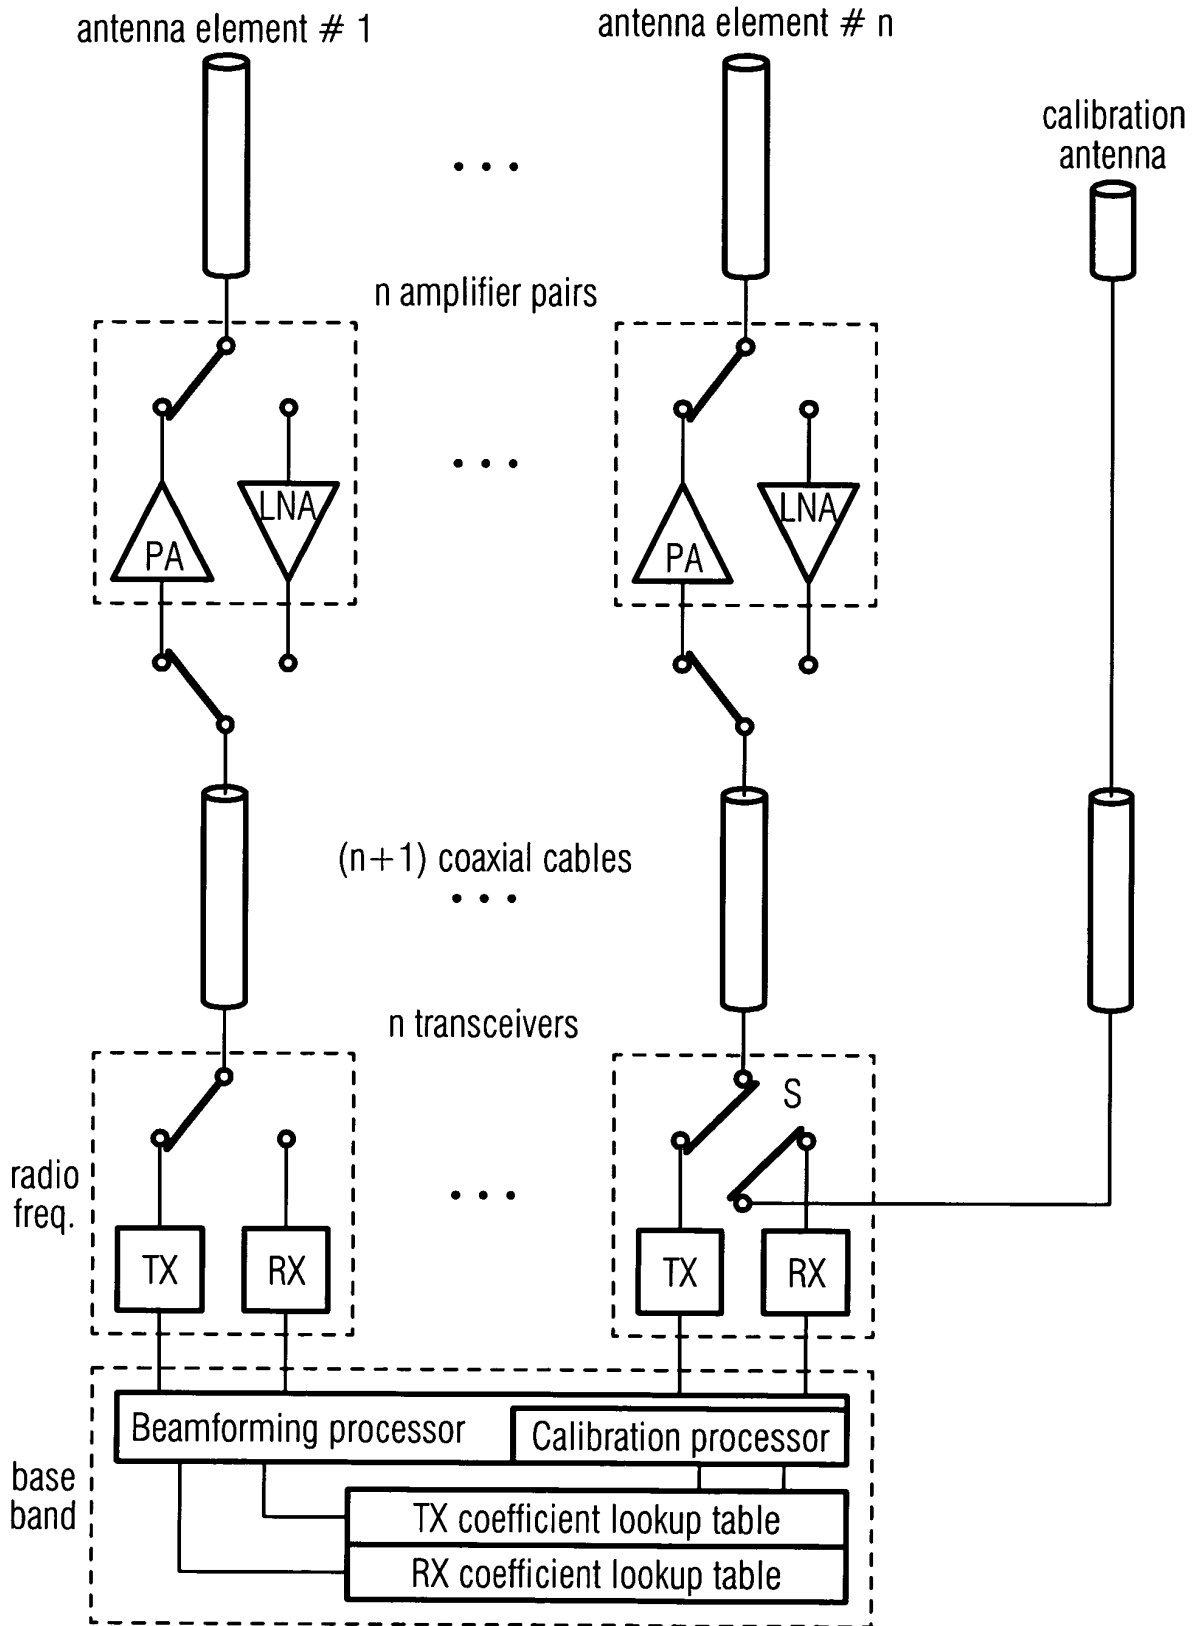 antenna element # 1
antenna element # n
calibration
antenna
• • •
n amplifier pairs
• • •
LNA
PA
LNA
PA
(n+1) coaxial cables
• • •
n transceivers
S
radio
freq.
• • •
TX
RX
TX
RX
Beamforming processor
Calibration processor
base
band
TX coefficient lookup table
RX coefficient lookup table